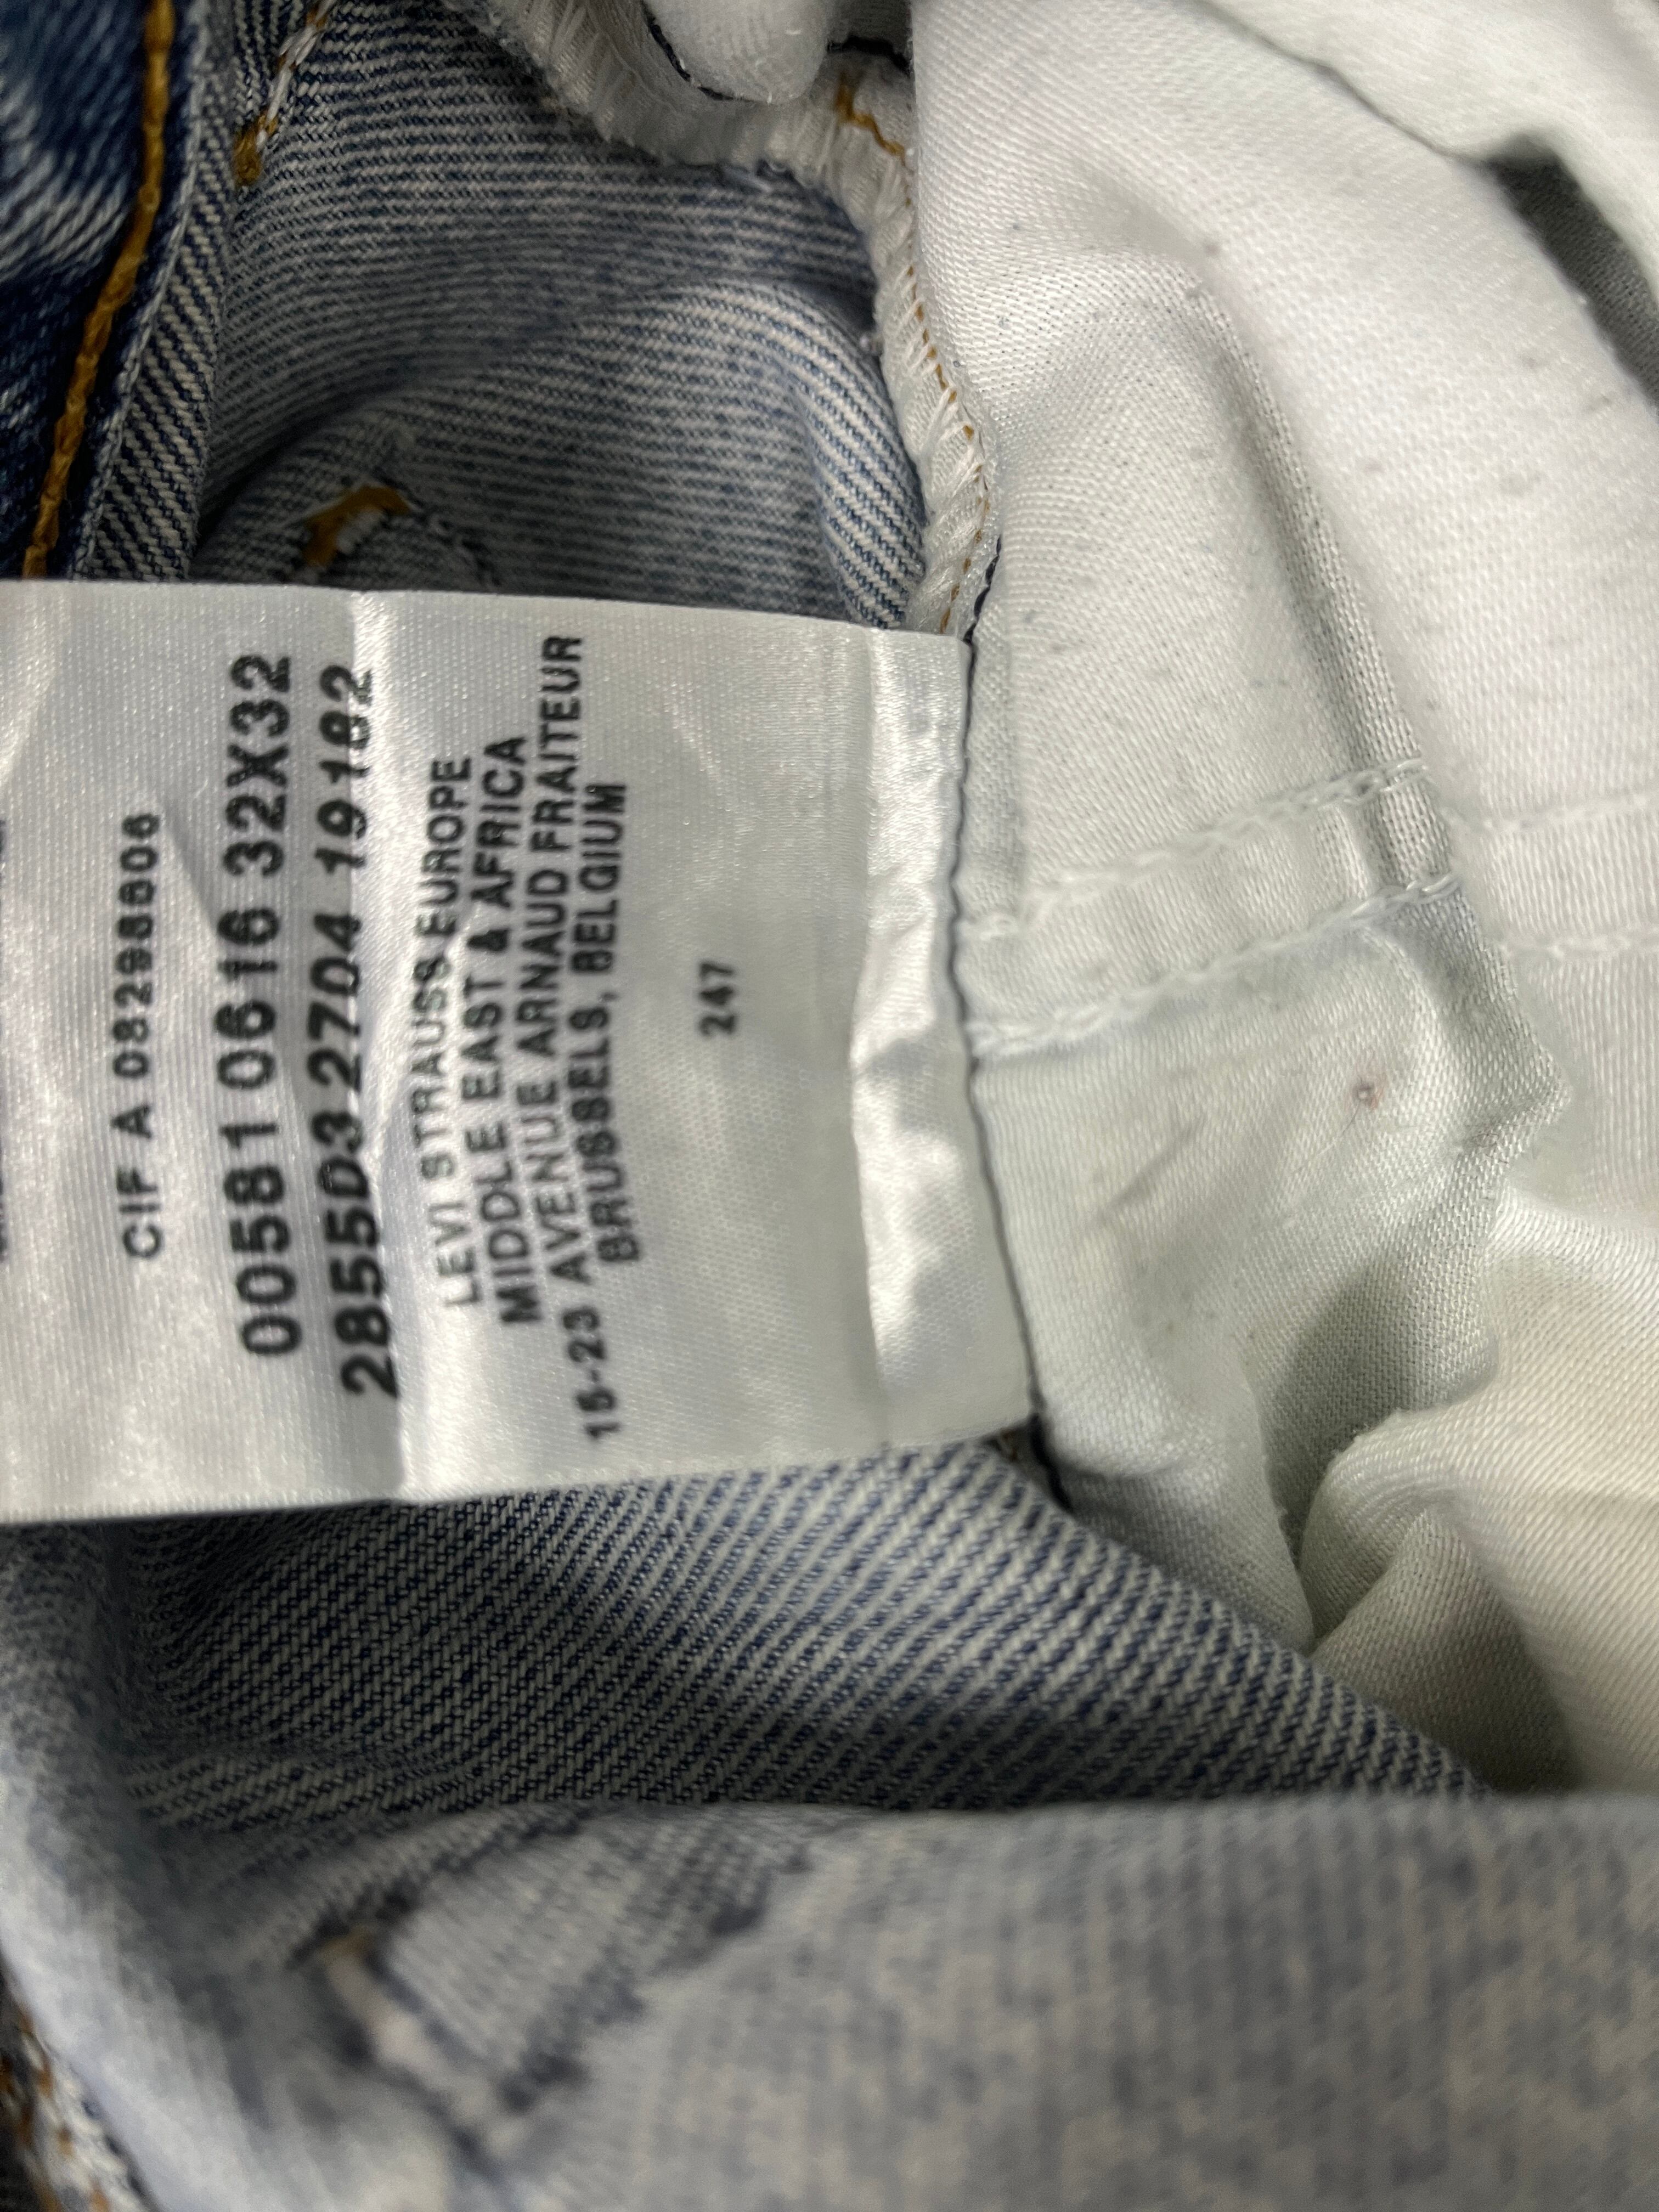 CIF A 08298806
00581 0616 32X32
2855D3 2704 19182
LEVI STRAUSS EUROPE
MIDDLE EAST & AFRICA
15-23 AVENUE ARNAUD FRAITEUR
BRUSSELS, BELGIUM
247